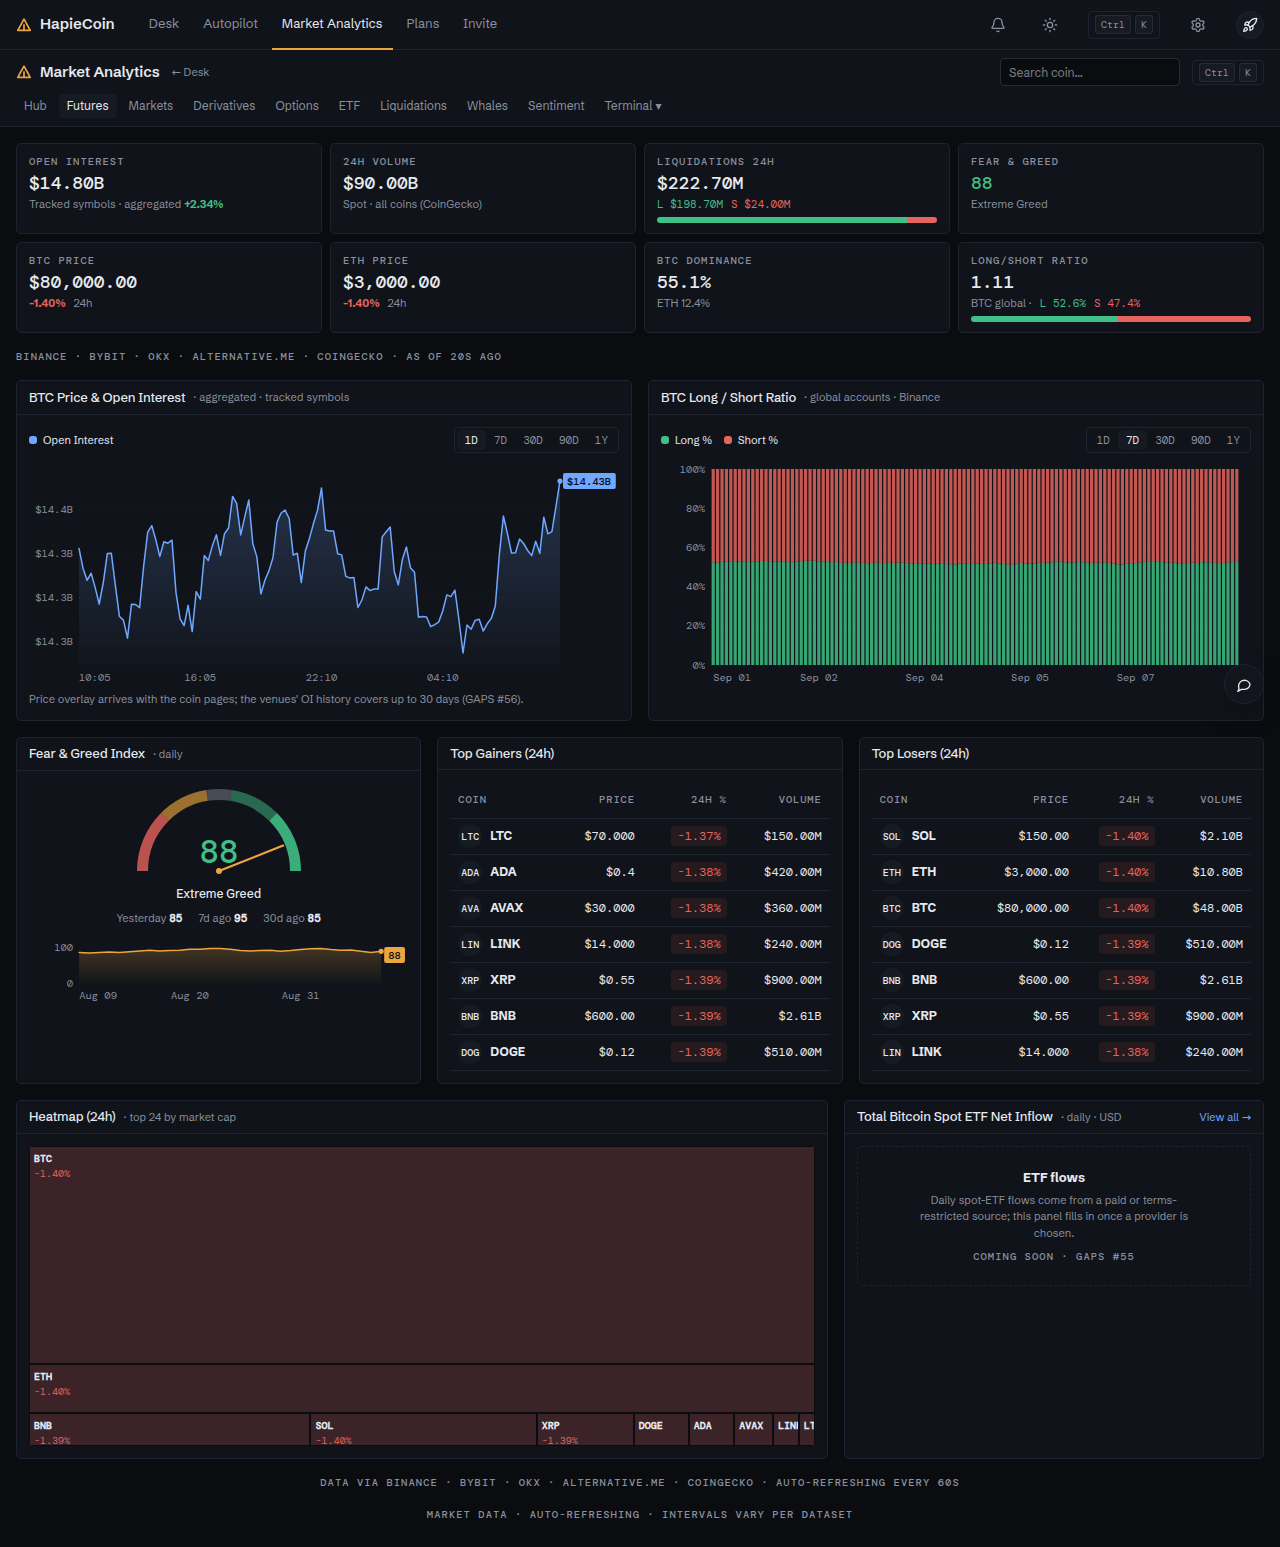 HapieCoin Desk Autopilot Market Analytics Plans Invite Ctrl K
Market Analytics ← Desk Search coin... Ctrl K
Hub Futures Markets Derivatives Options ETF Liquidations Whales Sentiment Terminal ▾
OPEN INTEREST
$14.80B
Tracked symbols · aggregated +2.34%
24H VOLUME
$90.00B
Spot · all coins (CoinGecko)
LIQUIDATIONS 24H
$222.70M
L $198.70M S $24.00M
FEAR & GREED
88
Extreme Greed
BTC PRICE
$80,000.00
-1.40% 24h
ETH PRICE
$3,000.00
-1.40% 24h
BTC DOMINANCE
55.1%
ETH 12.4%
LONG/SHORT RATIO
1.11
BTC global · L 52.6% S 47.4%
BINANCE · BYBIT · OKX · ALTERNATIVE.ME · COINGECKO · AS OF 20S AGO
BTC Price & Open Interest · aggregated · tracked symbols
Open Interest 1D 7D 30D 90D 1Y
$14.43B
$14.4B
$14.3B
$14.3B
$14.3B
10:05 16:05 22:10 04:10
Price overlay arrives with the coin pages; the venues' OI history covers up to 30 days (GAPS #56).
BTC Long / Short Ratio · global accounts · Binance
Long % Short % 1D 7D 30D 90D 1Y
100%
80%
60%
40%
20%
0%
Sep 01 Sep 02 Sep 04 Sep 05 Sep 07
Fear & Greed Index · daily
88
Extreme Greed
Yesterday 85 7d ago 95 30d ago 85
100
88
0
Aug 09 Aug 20 Aug 31
Top Gainers (24h)
COIN PRICE 24H % VOLUME
LTC LTC $70.000 -1.37% $150.00M
ADA ADA $0.4 -1.38% $420.00M
AVA AVAX $30.000 -1.38% $360.00M
LIN LINK $14.000 -1.38% $240.00M
XRP XRP $0.55 -1.39% $900.00M
BNB BNB $600.00 -1.39% $2.61B
DOG DOGE $0.12 -1.39% $510.00M
Top Losers (24h)
COIN PRICE 24H % VOLUME
SOL SOL $150.00 -1.40% $2.10B
ETH ETH $3,000.00 -1.40% $10.80B
BTC BTC $80,000.00 -1.40% $48.00B
DOG DOGE $0.12 -1.39% $510.00M
BNB BNB $600.00 -1.39% $2.61B
XRP XRP $0.55 -1.39% $900.00M
LIN LINK $14.000 -1.38% $240.00M
Heatmap (24h) · top 24 by market cap
BTC
-1.40%
ETH
-1.40%
BNB SOL XRP DOGE ADA AVAX LINK LT
-1.39% -1.40% -1.39%
Total Bitcoin Spot ETF Net Inflow · daily · USD View all →
ETF flows
Daily spot-ETF flows come from a paid or terms-
restricted source; this panel fills in once a provider is
chosen.
COMING SOON · GAPS #55
DATA VIA BINANCE · BYBIT · OKX · ALTERNATIVE.ME · COINGECKO · AUTO-REFRESHING EVERY 60S
MARKET DATA · AUTO-REFRESHING · INTERVALS VARY PER DATASET